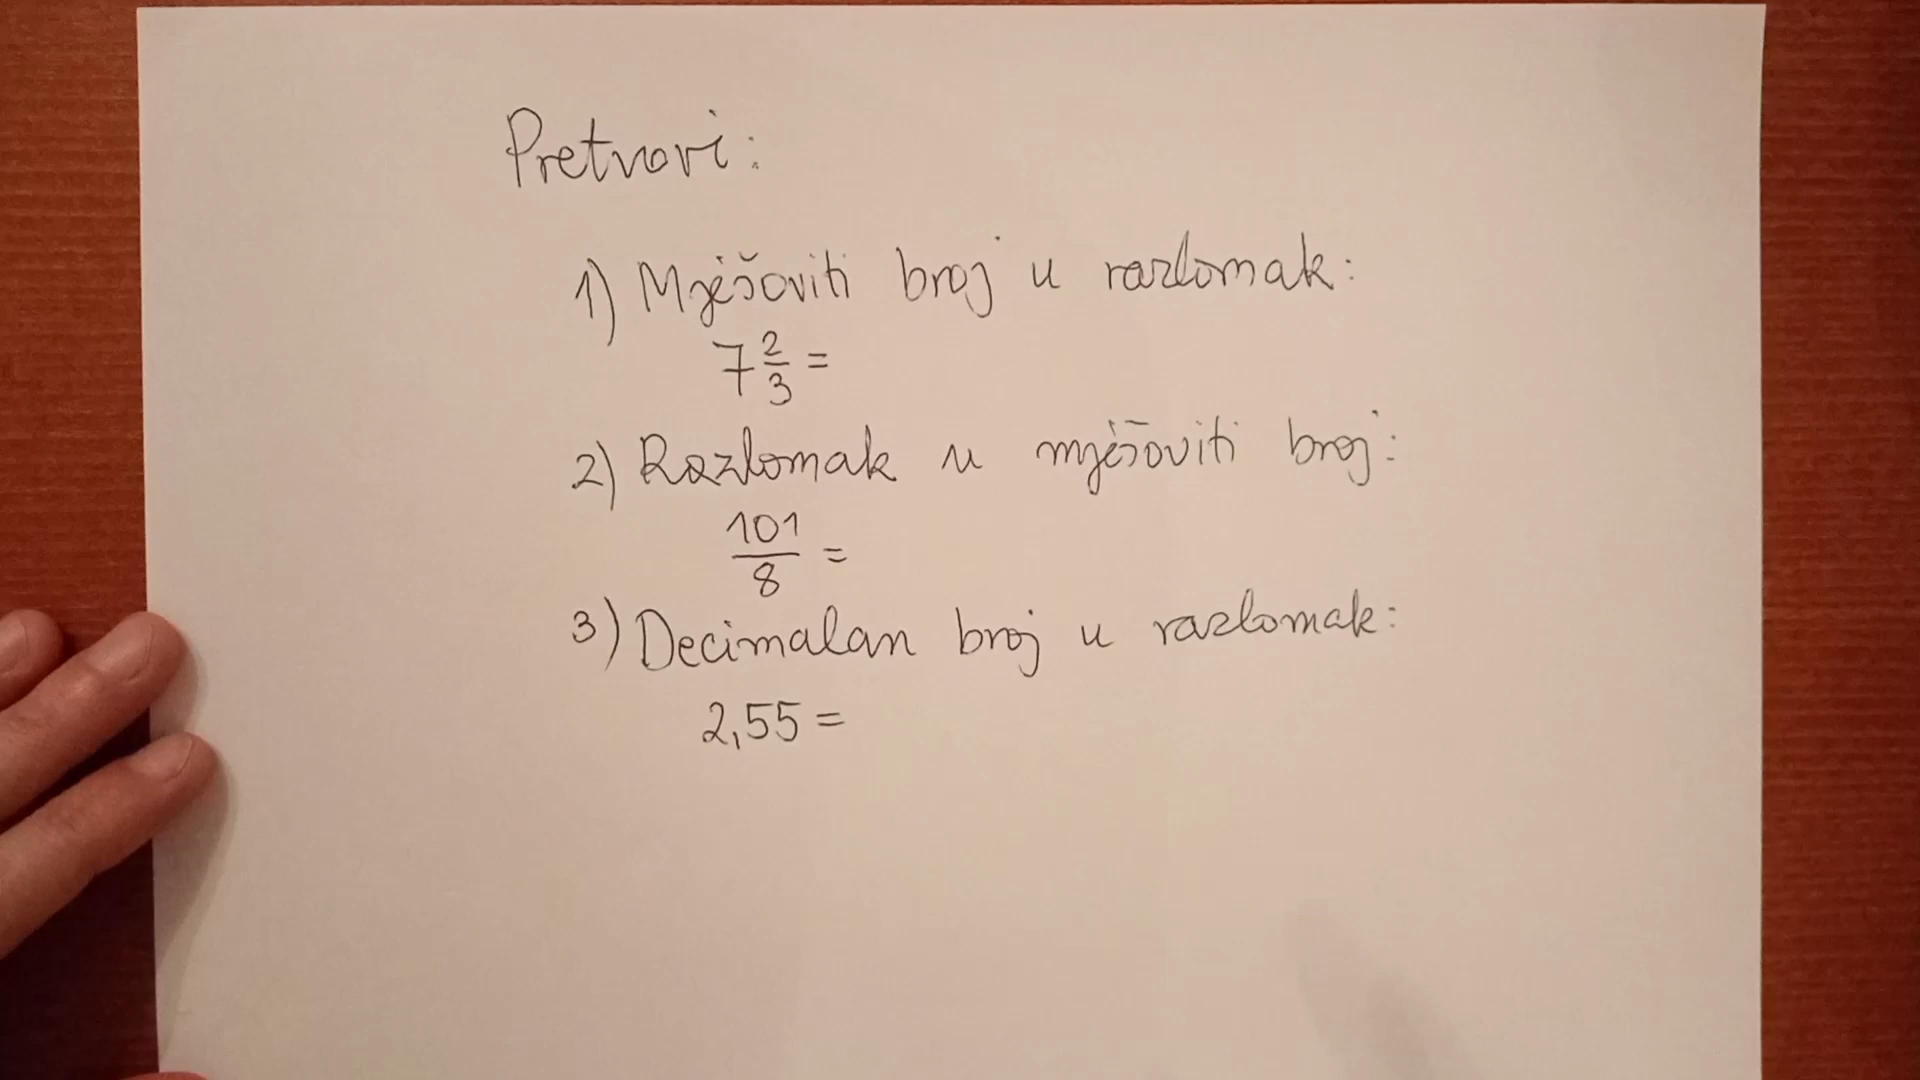 Pretvori:
1) Mješoviti broj u razlomak:
7 2/3 =
2) Razlomak u mješoviti broj:
101/8 =
3) Decimalan broj u razlomak:
2,55 =